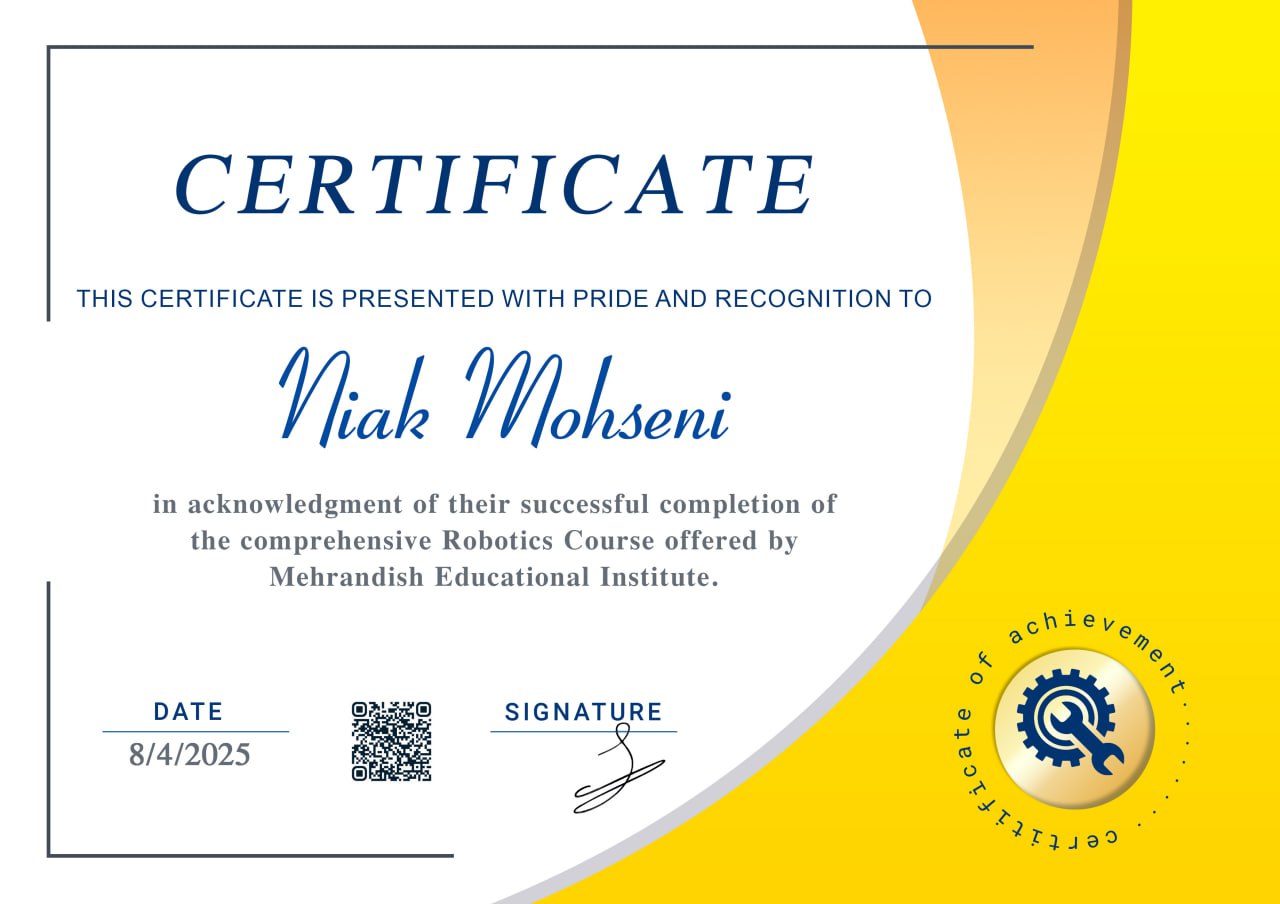 CERTIFICATE
THIS CERTIFICATE IS PRESENTED WITH PRIDE AND RECOGNITION TO
Niak Mohseni
in acknowledgment of their successful completion of
the comprehensive Robotics Course offered by
Mehrandish Educational Institute.
DATE
8/4/2025
SIGNATURE
certificate of achievement.........